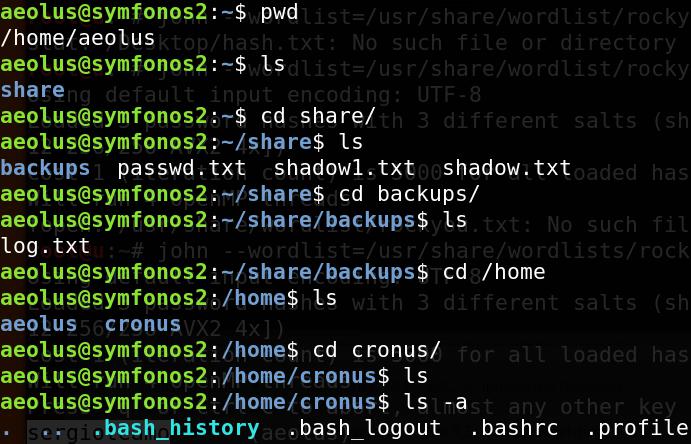 aeolus@symfonos2:~$ pwd
/home/aeolus
aeolus@symfonos2:~$ ls
share
aeolus@symfonos2:~$ cd share/
aeolus@symfonos2:~/share$ ls
backups  passwd.txt  shadow1.txt  shadow.txt
aeolus@symfonos2:~/share$ cd backups/
aeolus@symfonos2:~/share/backups$ ls
log.txt
aeolus@symfonos2:~/share/backups$ cd /home
aeolus@symfonos2:/home$ ls
aeolus  cronus
aeolus@symfonos2:/home$ cd cronus/
aeolus@symfonos2:/home/cronus$ ls
aeolus@symfonos2:/home/cronus$ ls -a
.  ..  .bash_history  .bash_logout  .bashrc  .profile